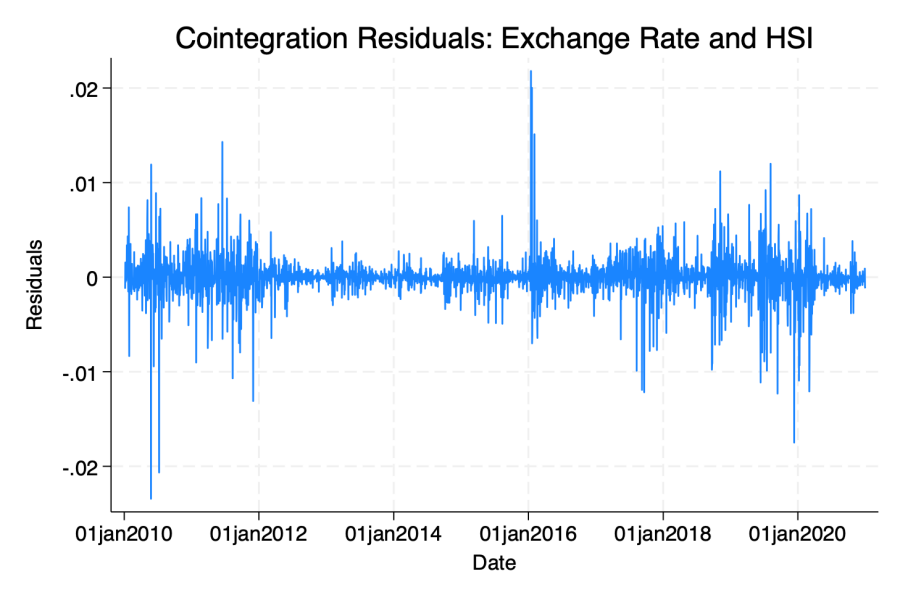 Cointegration Residuals: Exchange Rate and HSI
Residuals
.02
.01
0
-.01
-.02
01jan2010 01jan2012 01jan2014 01jan2016 01jan2018 01jan2020
Date